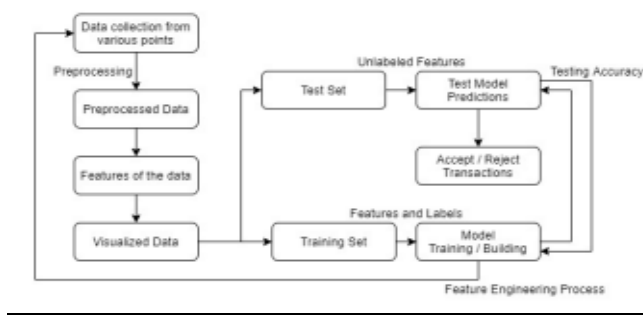 Data collection from
various points
Preprocessing
Preprocessed Data
Features of the data
Visualized Data
Unlabeled Features
Test Set
Test Model
Predictions
Testing Accuracy
Accept / Reject
Transactions
Features and Labels
Training Set
Model
Training / Building
Feature Engineering Process